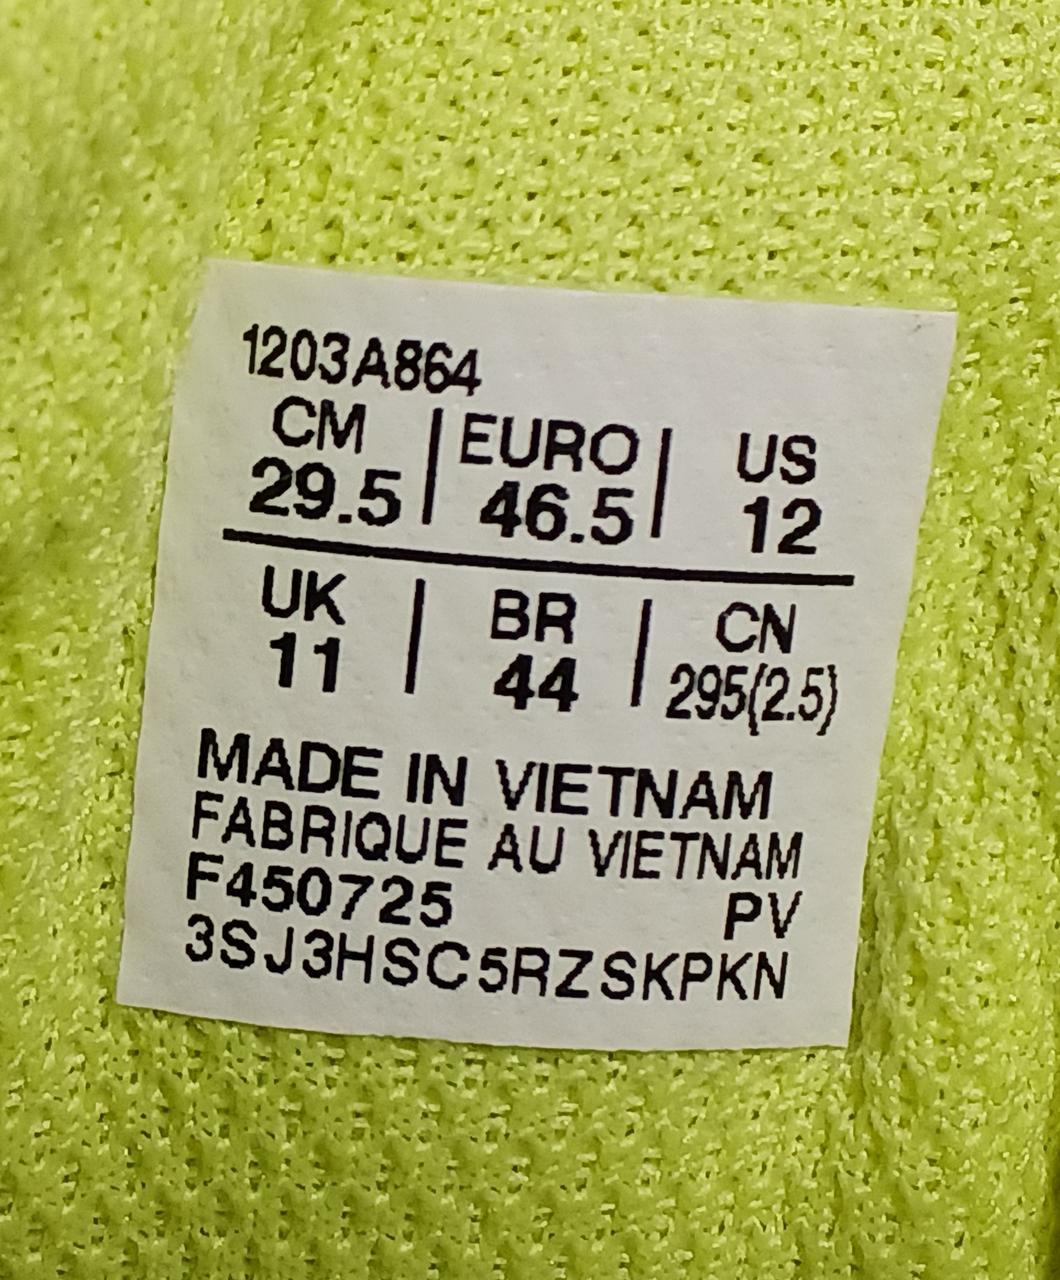 1203A864
CM | EURO | US
29.5 | 46.5 | 12
UK | BR | CN
11 | 44 | 295(2.5)
MADE IN VIETNAM
FABRIQUE AU VIETNAM
F450725 PV
3SJ3HSC5RZSKPKN